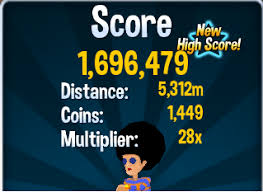 Score
New
High Score!
1,696,479
Distance: 5,312m
Coins: 1,449
Multiplier: 28x